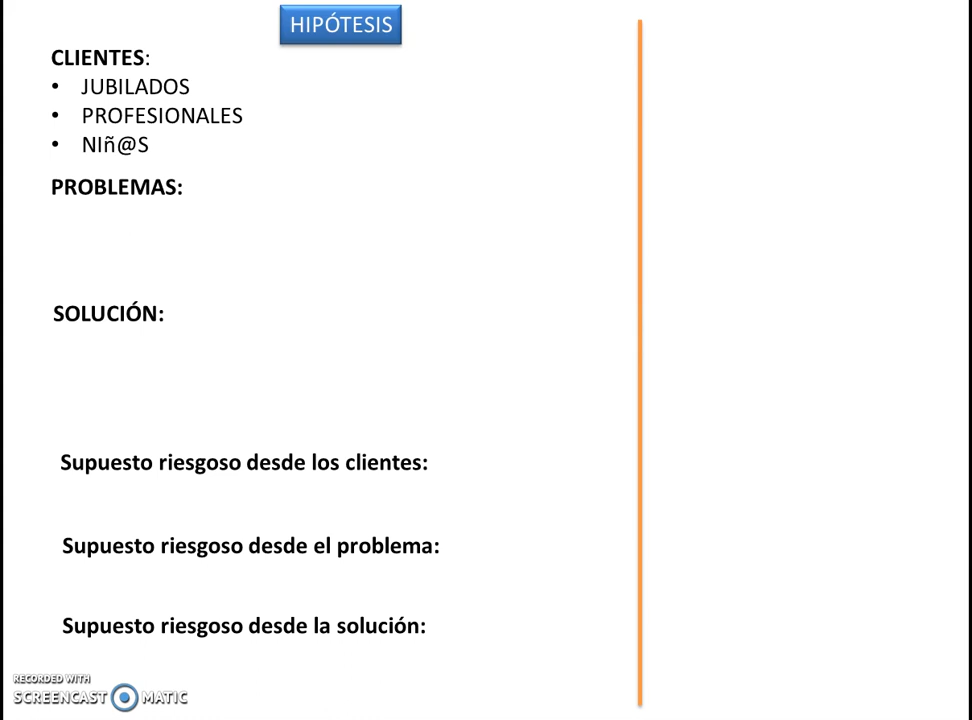 HIPÓTESIS
CLIENTES:
• JUBILADOS
• PROFESIONALES
• NIñ@S
PROBLEMAS:
SOLUCIÓN:
Supuesto riesgoso desde los clientes:
Supuesto riesgoso desde el problema:
Supuesto riesgoso desde la solución:
RECORDED WITH
SCREENCAST MATIC